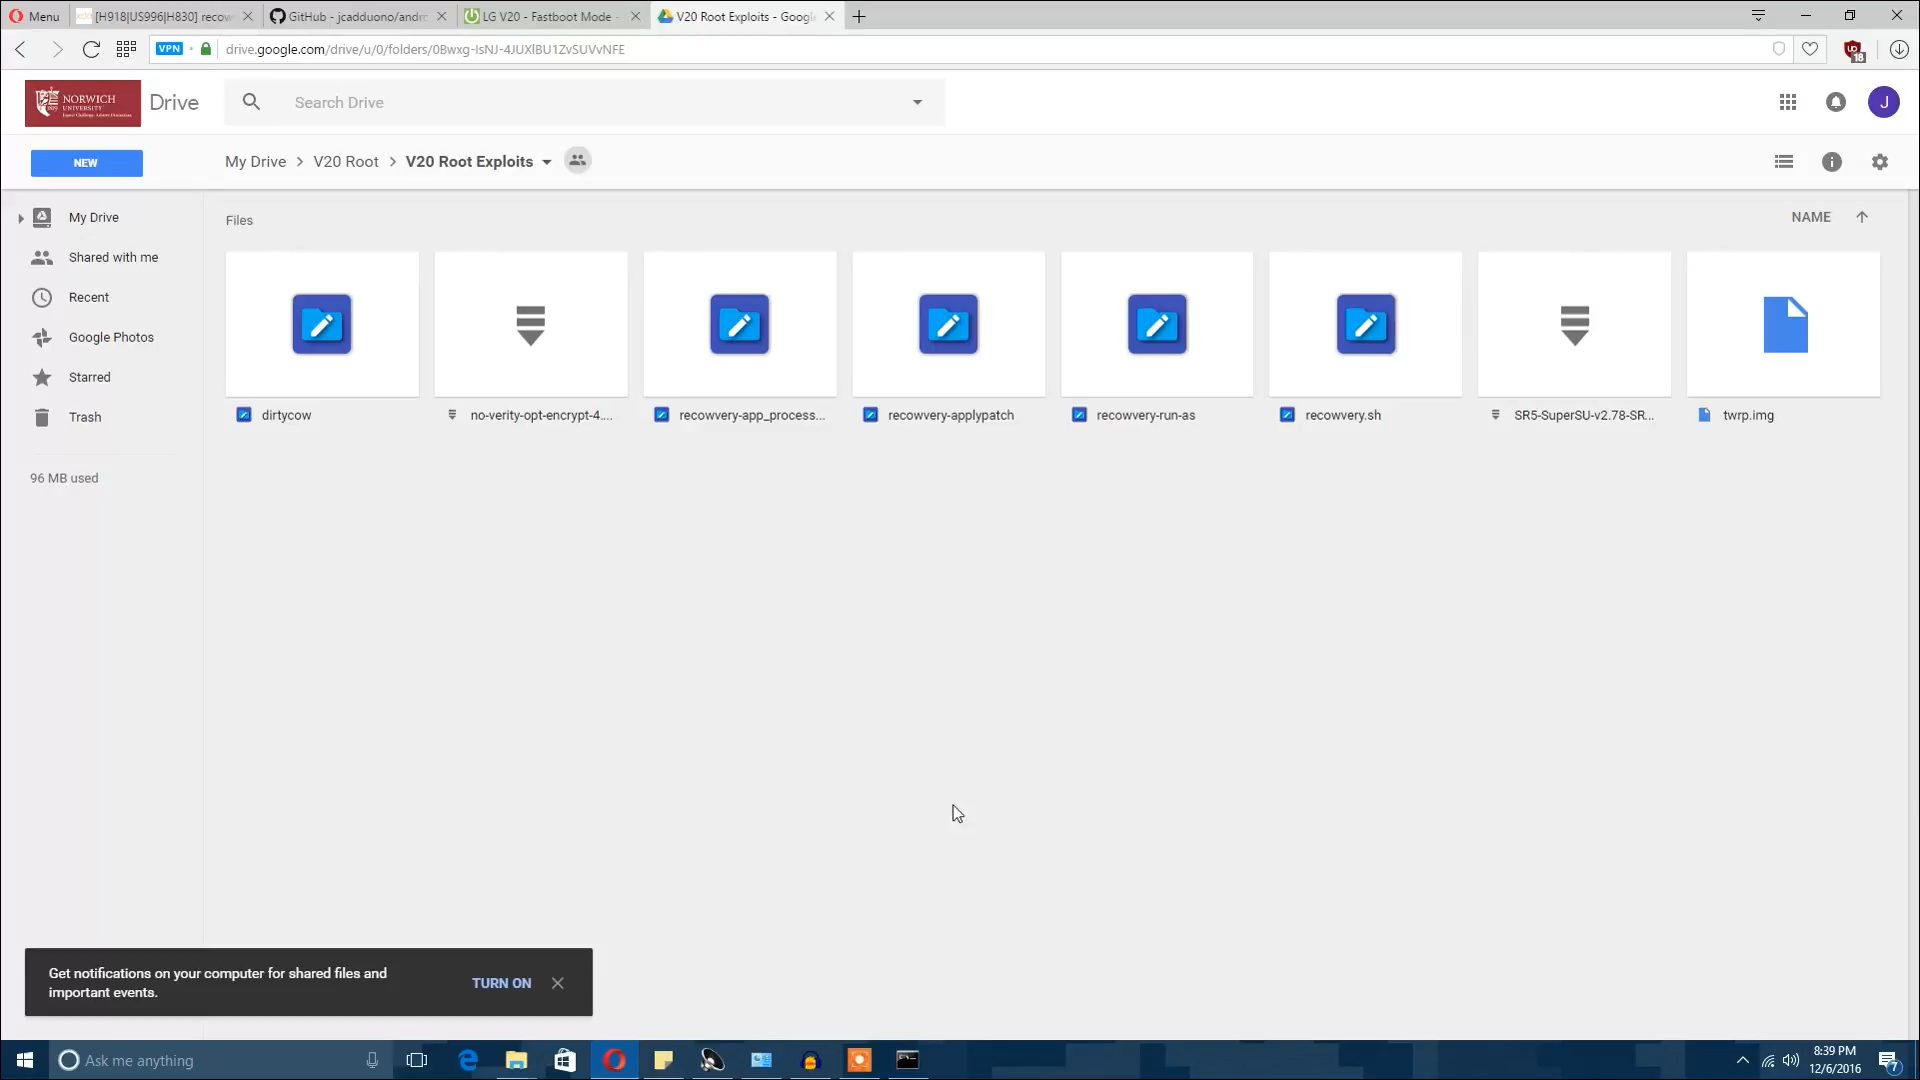 Menu
[H918|US996|H830] recow
GitHub - jcadduono/andro
LG V20 - Fastboot Mode -
V20 Root Exploits - Googl
VPN
drive.google.com/drive/u/0/folders/0Bwxg-IsNJ-4JUXlBU1ZvSUVvNFE
18
NORWICH
UNIVERSITY
Drive
Search Drive
J
NEW
My Drive > V20 Root > V20 Root Exploits
My Drive
Shared with me
Recent
Google Photos
Starred
Trash
96 MB used
Files
NAME
dirtycow
no-verity-opt-encrypt-4....
recowvery-app_process...
recowvery-applypatch
recowvery-run-as
recowvery.sh
SR5-SuperSU-v2.78-SR...
twrp.img
Get notifications on your computer for shared files and
important events.
TURN ON
Ask me anything
8:39 PM
12/6/2016
7